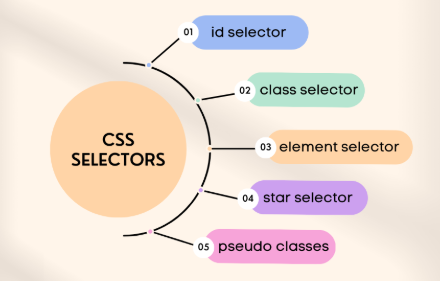 CSS
SELECTORS
01 id selector
02 class selector
03 element selector
04 star selector
05 pseudo classes